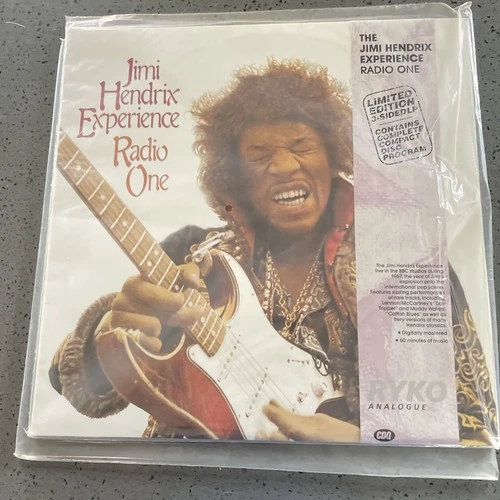 Jimi
Hendrix
Experience
Radio
One
THE
JIMI HENDRIX
EXPERIENCE
RADIO ONE
LIMITED
EDITION
3-SIDED LP
CONTAINS
COMPLETE
COMPACT
DISC
PROGRAM
The Jimi Hendrix Experience
live in the BBC studios during
1967, the year of Jimi's
explosion onto the
international pop scene.
Features sizzling performances
of rare tracks, including
Lennon/McCartney's "Day
Tripper" and Muddy Waters'
"Catfish Blues" as well as
fiery versions of many
Hendrix classics.
• Digitally mastered
• 60 minutes of music
RYKO
ANALOGUE